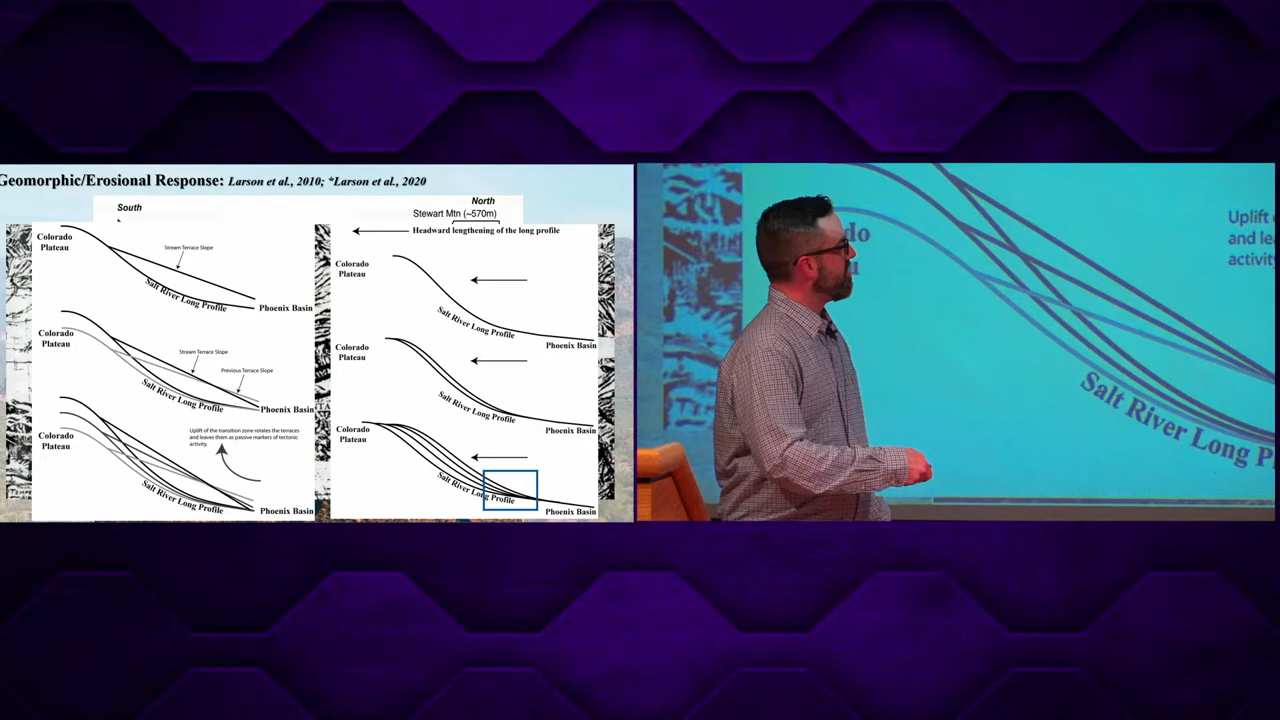 Geomorphic/Erosional Response: Larson et al., 2010; *Larson et al., 2020
South
Colorado
Plateau
Stream Terrace Slope
Salt River Long Profile
Phoenix Basin
Colorado
Plateau
Stream Terrace Slope
Previous Terrace Slope
Salt River Long Profile
Phoenix Basin
Colorado
Plateau
Uplift of the transition zone rotates the terraces
and leaves them as passive markers of tectonic
activity.
Salt River Long Profile
Phoenix Basin
North
Stewart Mtn (~570m)
Headward lengthening of the long profile
Colorado
Plateau
Salt River Long Profile
Phoenix Basin
Colorado
Plateau
Salt River Long Profile
Phoenix Basin
Colorado
Plateau
Salt River Long Profile
Phoenix Basin
do
u
Uplift
and lea
activity
Salt River Long P